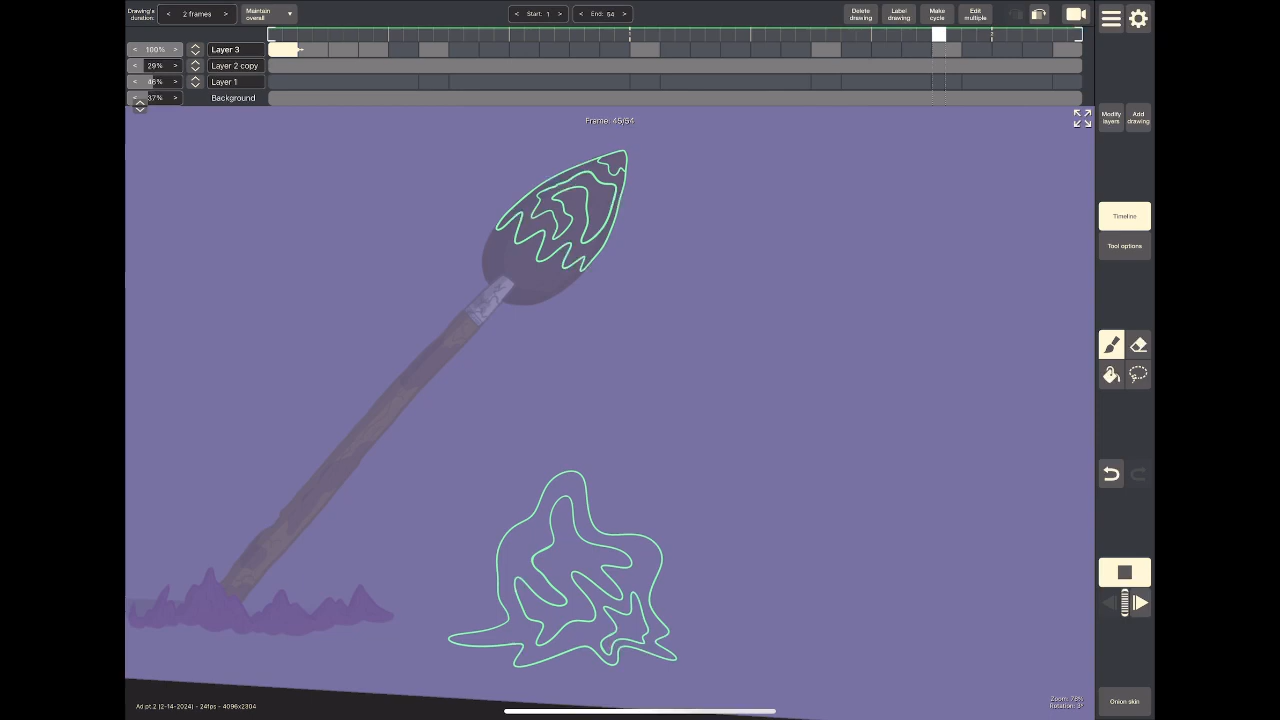 Drawing's
duration:
< 2 frames >
Maintain
overall
< Start: 1 >
< End: 54 >
Delete
drawing
Label
drawing
Make
cycle
Edit
multiple
< 100% > Layer 3
< 29% > Layer 2 copy
< 46% > Layer 1
< 37% > Background
Frame: 45/54
Modify
layers
Add
drawing
Timeline
Tool options
Onion skin
Zoom: 78%
Rotation: 0°
Ad pt.2 (2-14-2024) - 24fps - 4096x2304